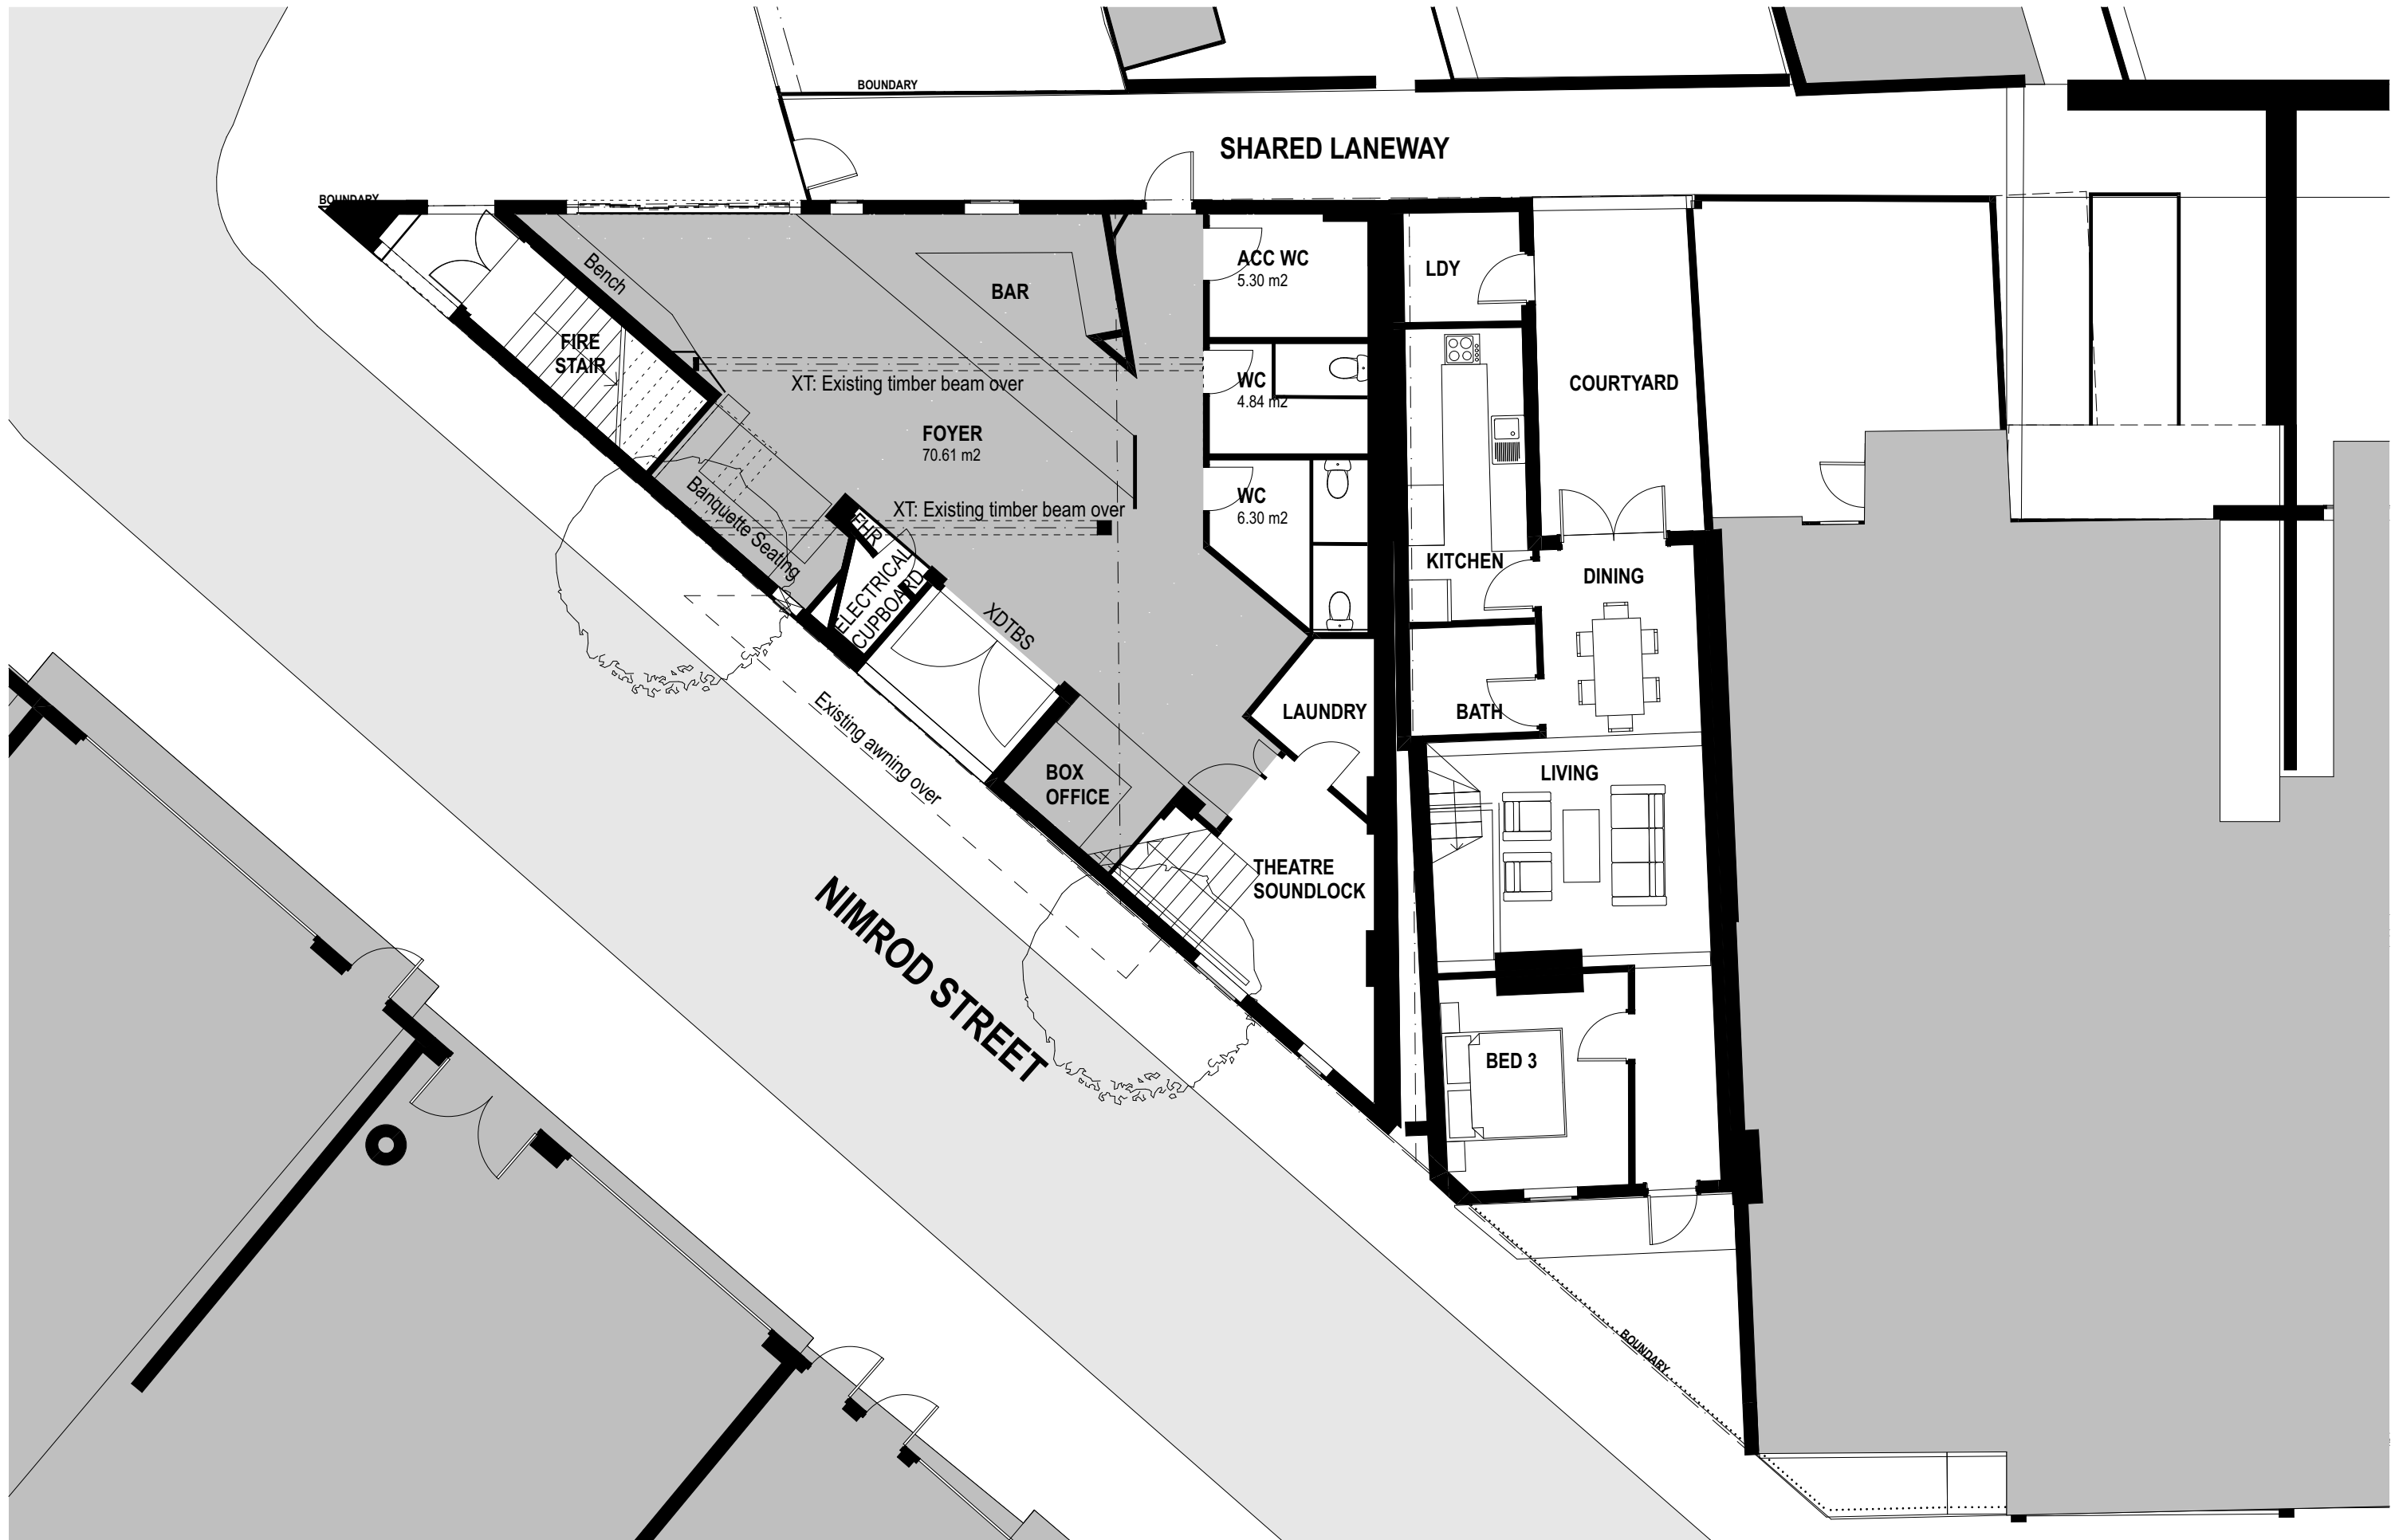 BOUNDARY
SHARED LANEWAY
BOUNDARY
Bench
BAR
ACC WC
5.30 m2
LDY
FIRE
STAIR
XT: Existing timber beam over
WC
4.84 m2
COURTYARD
FOYER
70.61 m2
Banquette Seating
XT: Existing timber beam over
WC
6.30 m2
FHR
ELECTRICAL
CUPBOARD
KITCHEN
DINING
XDTBS
Existing awning over
LAUNDRY
BATH
BOX
OFFICE
LIVING
THEATRE
SOUNDLOCK
NIMROD STREET
BED 3
BOUNDARY